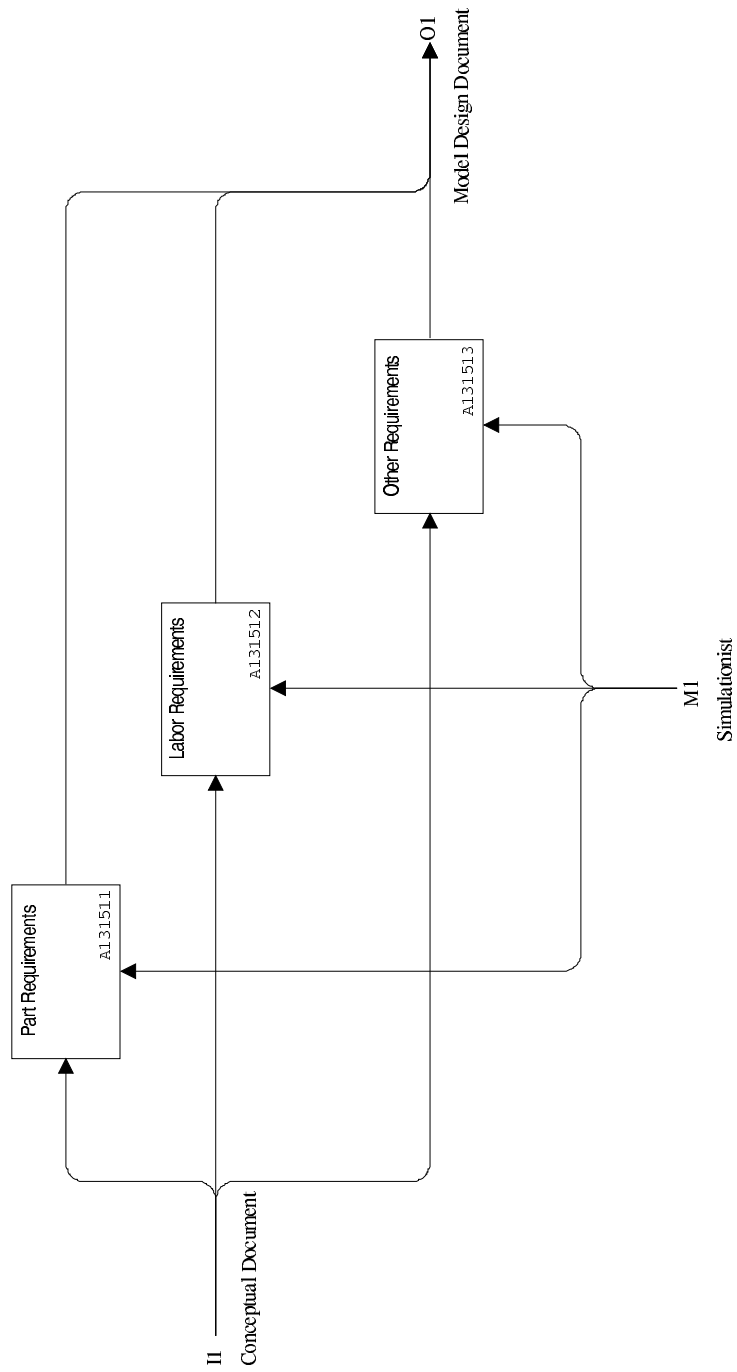 Part Requirements
A131511
Labor Requirements
A131512
Other Requirements
A131513
I1
Conceptual Document
M1
Simulationist
O1
Model Design Document